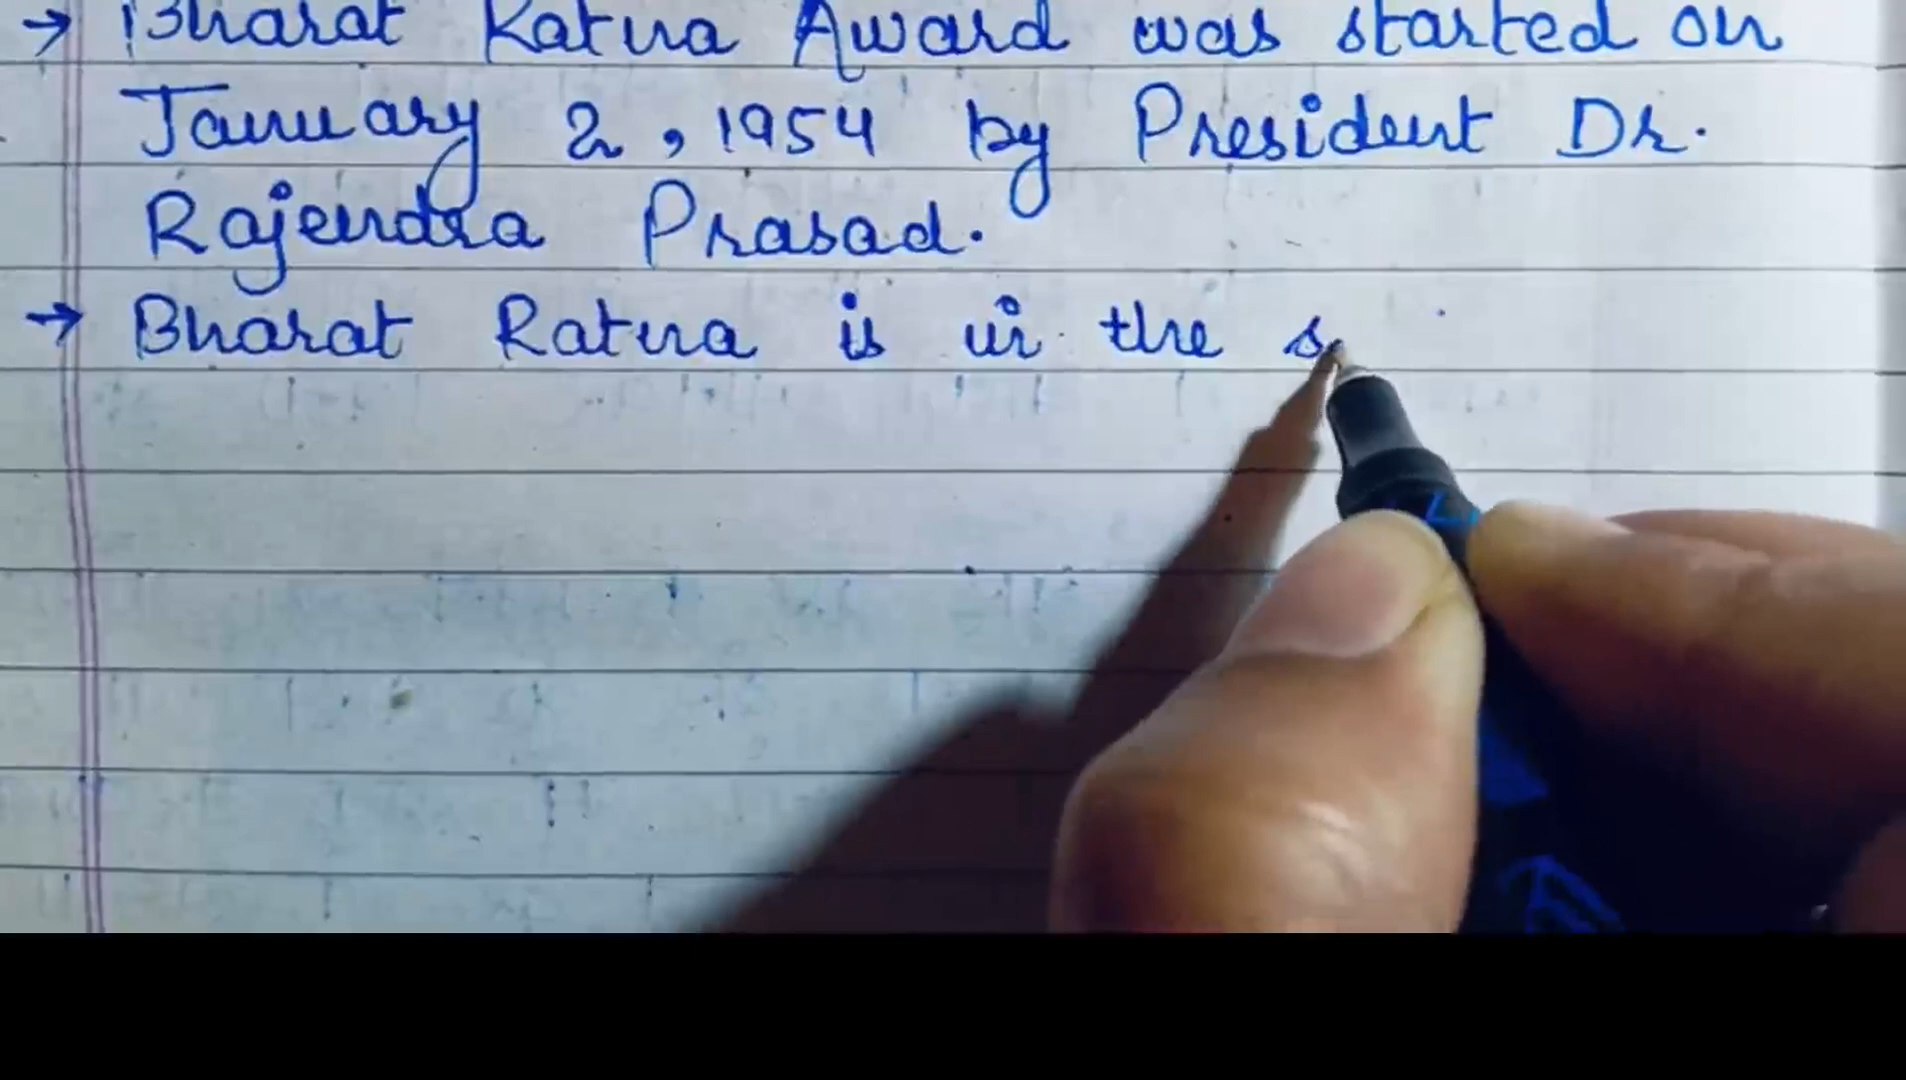 → Bharat Ratna Award was started on
January 2, 1954 by President Dr.
Rajendra Prasad.
→ Bharat Ratna is in the s